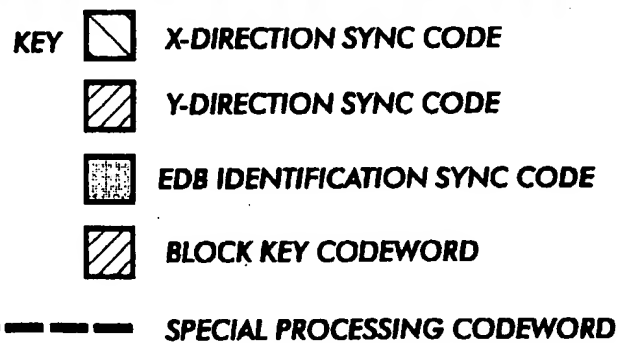 KEY X-DIRECTION SYNC CODE
Y-DIRECTION SYNC CODE
EDB IDENTIFICATION SYNC CODE
BLOCK KEY CODEWORD
SPECIAL PROCESSING CODEWORD